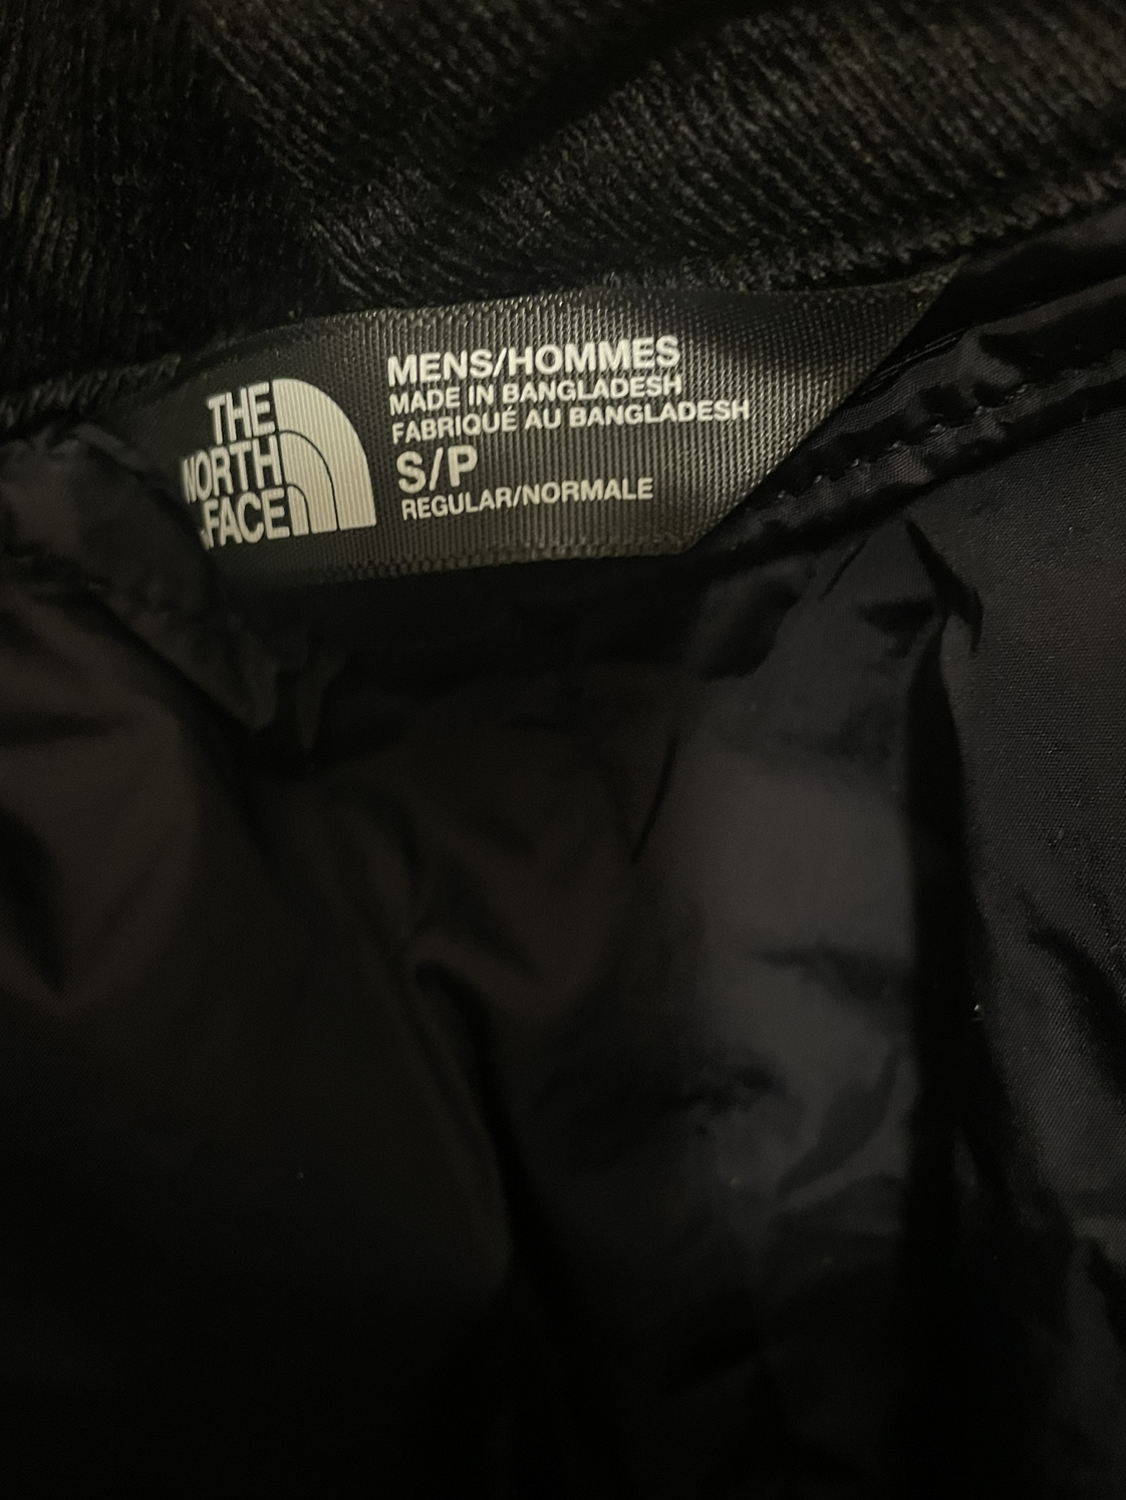 THE
NORTH
FACE
MENS/HOMMES
MADE IN BANGLADESH
FABRIQUÉ AU BANGLADESH
S/P
REGULAR/NORMALE